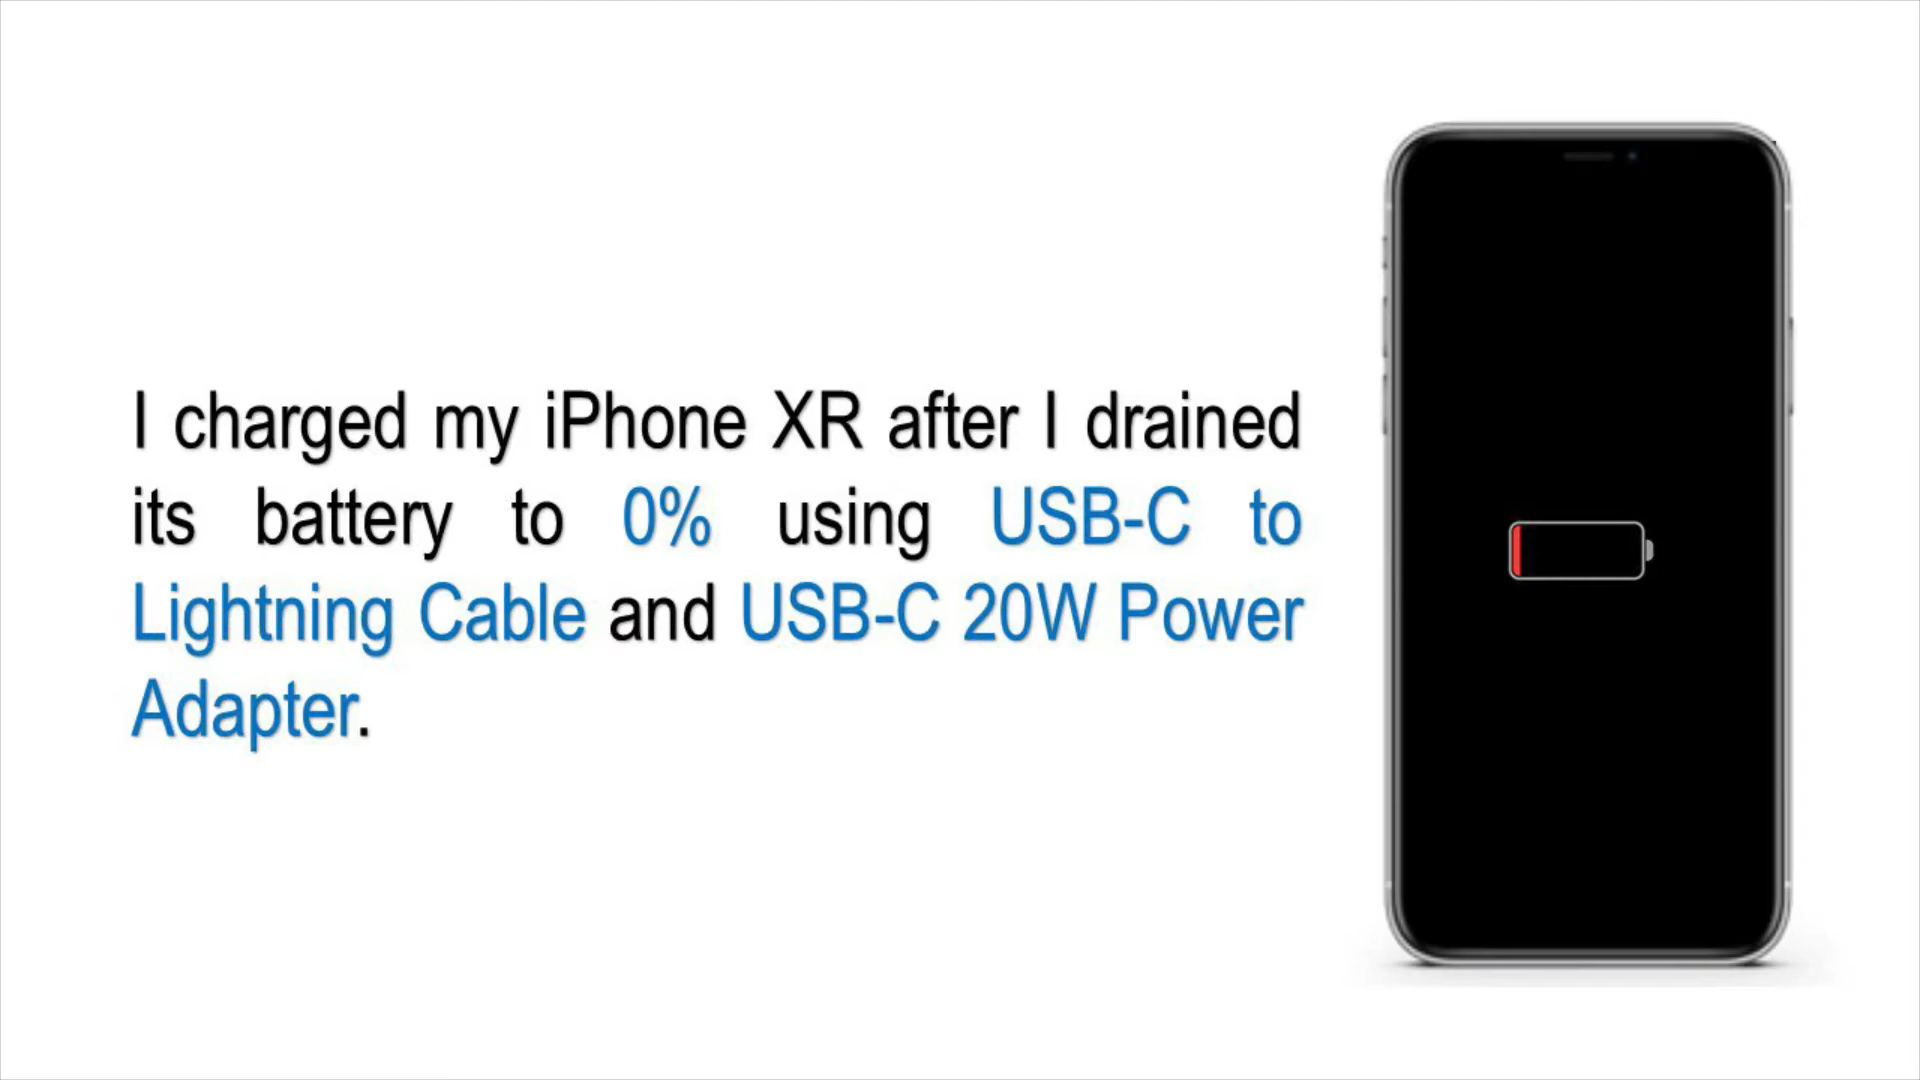 I charged my iPhone XR after I drained
its battery to 0% using USB-C to
Lightning Cable and USB-C 20W Power
Adapter.